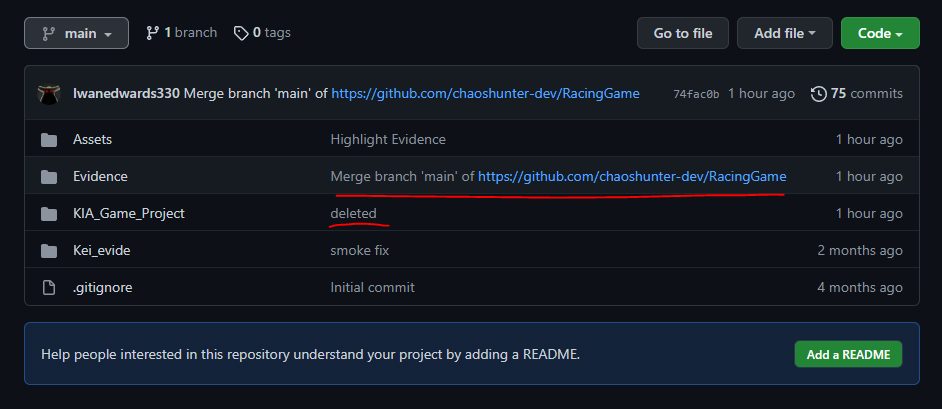 main 1 branch 0 tags Go to file Add file Code
lwanedwards330 Merge branch 'main' of https://github.com/chaoshunter-dev/RacingGame 74fac0b 1 hour ago 75 commits
Assets Highlight Evidence 1 hour ago
Evidence Merge branch 'main' of https://github.com/chaoshunter-dev/RacingGame 1 hour ago
KIA_Game_Project deleted 1 hour ago
Kei_evide smoke fix 2 months ago
.gitignore Initial commit 4 months ago
Help people interested in this repository understand your project by adding a README. Add a README